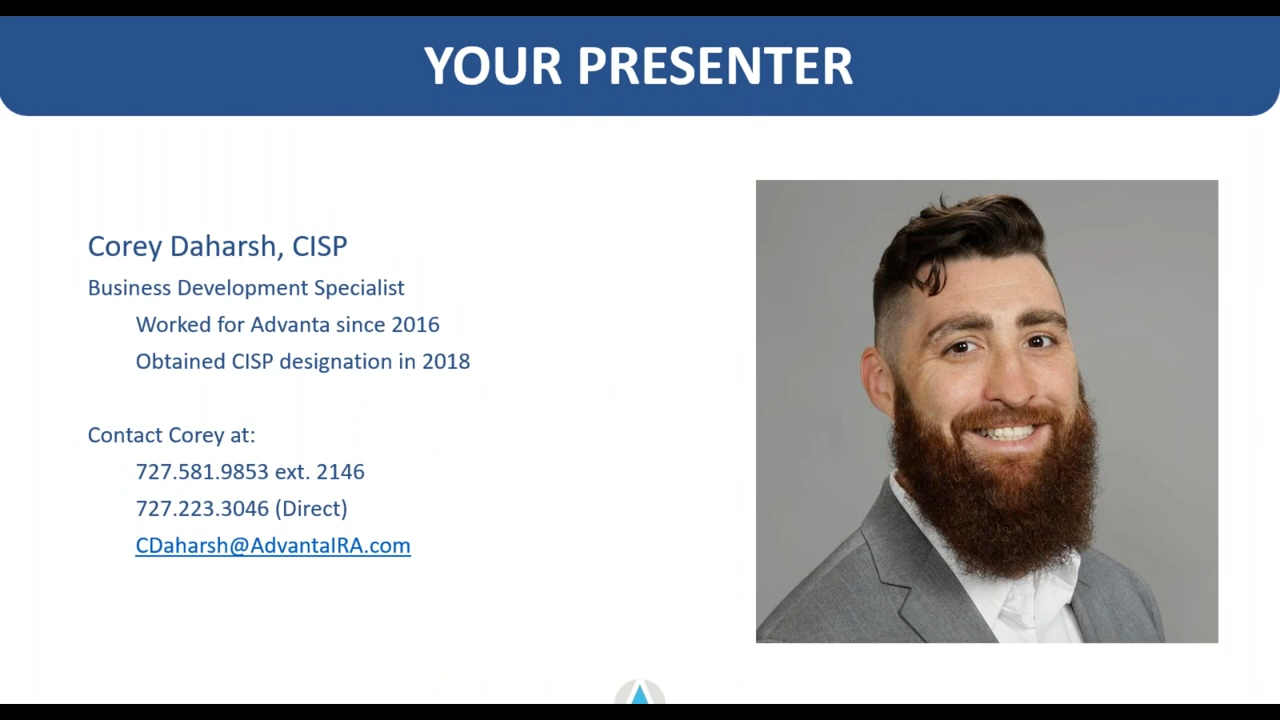 YOUR PRESENTER
Corey Daharsh, CISP
Business Development Specialist
Worked for Advanta since 2016
Obtained CISP designation in 2018
Contact Corey at:
727.581.9853 ext. 2146
727.223.3046 (Direct)
CDaharsh@AdvantaIRA.com